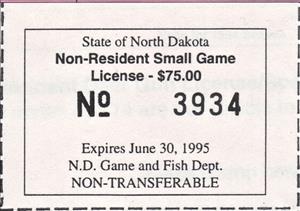 State of North Dakota
Non-Resident Small Game
License - $75.00
Nº 3934
Expires June 30, 1995
N.D. Game and Fish Dept.
NON-TRANSFERABLE